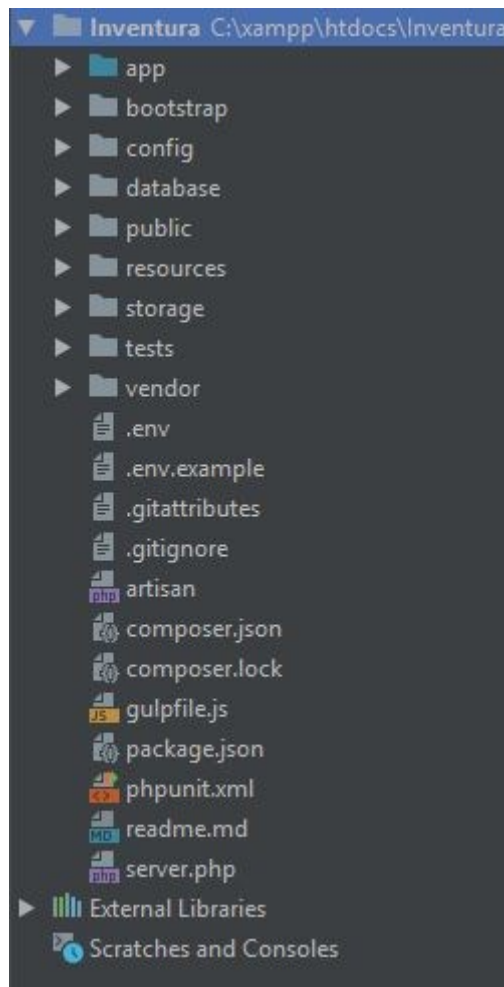 Inventura C:\xampp\htdocs\Inventura
app
bootstrap
config
database
public
resources
storage
tests
vendor
.env
.env.example
.gitattributes
.gitignore
php artisan
composer.json
composer.lock
JS gulpfile.js
package.json
phpunit.xml
MD readme.md
php server.php
External Libraries
Scratches and Consoles